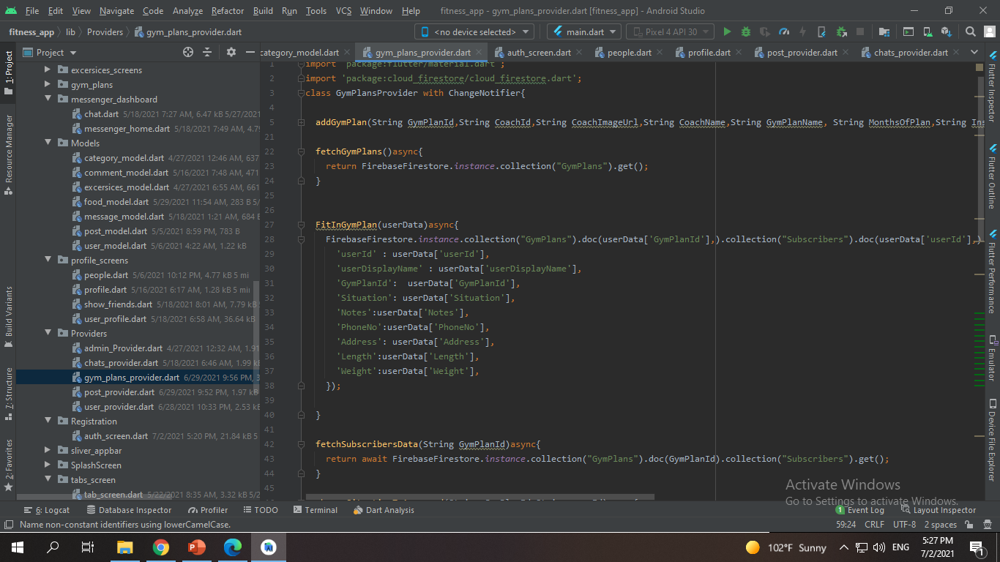 File Edit View Navigate Code Analyze Refactor Build Run Tools VCS Window Help fitness_app - gym_plans_provider.dart [fitness_app] - Android Studio
fitness_app lib Providers gym_plans_provider.dart <no device selected> main.dart Pixel 4 API 30
Project category_model.dart gym_plans_provider.dart auth_screen.dart people.dart profile.dart post_provider.dart chats_provider.dart
1: Project
Resource Manager
Build Variants
7: Structure
2: Favorites
excersices_screens
gym_plans
messenger_dashboard
chat.dart 5/18/2021 7:27 AM, 6.47 kB 5/27/2021
messenger_home.dart 5/18/2021 7:49 AM, 4.79
Models
category_model.dart 4/27/2021 12:46 AM, 637
comment_model.dart 5/16/2021 7:48 AM, 471
excersices_model.dart 4/27/2021 6:55 AM, 661
food_model.dart 5/29/2021 11:54 AM, 283 B 5/
message_model.dart 5/18/2021 1:21 AM, 684 B
post_model.dart 5/5/2021 8:59 PM, 783 B
user_model.dart 5/6/2021 4:22 AM, 1.22 kB
profile_screens
people.dart 5/6/2021 10:12 PM, 4.77 kB 5 mi
profile.dart 5/16/2021 6:17 AM, 1.28 kB 5 min
show_friends.dart 5/18/2021 8:01 AM, 7.79 kB
user_profile.dart 5/18/2021 6:58 AM, 36.64 kB
Providers
admin_Provider.dart 4/27/2021 12:32 AM, 1.91
chats_provider.dart 5/18/2021 6:46 AM, 1.99 k
gym_plans_provider.dart 6/29/2021 9:56 PM, 3
post_provider.dart 6/29/2021 9:52 PM, 1.97 k
user_provider.dart 6/28/2021 10:33 PM, 2.53 k
Registration
auth_screen.dart 7/2/2021 5:20 PM, 21.84 kB 5
sliver_appbar
SplashScreen
tabs_screen
tab_screen.dart 5/22/2021 8:35 AM, 3.32 kB 5/2
1 import 'package:flutter/material.dart';
2 import 'package:cloud_firestore/cloud_firestore.dart';
3 class GymPlansProvider with ChangeNotifier{
4
5 addGymPlan(String GymPlanId,String CoachId,String CoachImageUrl,String CoachName,String GymPlanName, String MonthsOfPlan,String Ins
21
22 fetchGymPlans()async{
23 return FirebaseFirestore.instance.collection("GymPlans").get();
24 }
25
26
27 FitInGymPlan(userData)async{
28 FirebaseFirestore.instance.collection("GymPlans").doc(userData['GymPlanId'],).collection("Subscribers").doc(userData['userId'],)
29 'userId' : userData['userId'],
30 'userDisplayName' : userData['userDisplayName'],
31 'GymPlanId': userData['GymPlanId'],
32 'Situation': userData['Situation'],
33 'Notes':userData['Notes'],
34 'PhoneNo':userData['PhoneNo'],
35 'Address': userData['Address'],
36 'Length':userData['Length'],
37 'Weight':userData['Weight'],
38 });
39
40 }
41
42 fetchSubscribersData(String GymPlanId)async{
43 return await FirebaseFirestore.instance.collection("GymPlans").doc(GymPlanId).collection("Subscribers").get();
44 }
45
Flutter Inspector
Flutter Outline
Flutter Performance
Emulator
Device File Explorer
Activate Windows
Go to Settings to activate Windows.
6: Logcat Database Inspector Profiler TODO Terminal Dart Analysis 1 Event Log Layout Inspector
Name non-constant identifiers using lowerCamelCase. 59:24 CRLF UTF-8 2 spaces
102°F Sunny ENG 5:27 PM
7/2/2021
1